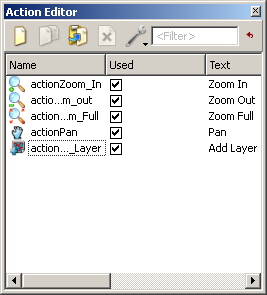 Action Editor
<Filter>
Name Used Text
actionZoom_In Zoom In
actio...m_out Zoom Out
action...m_Full Zoom Full
actionPan Pan
action..._Layer Add Layer